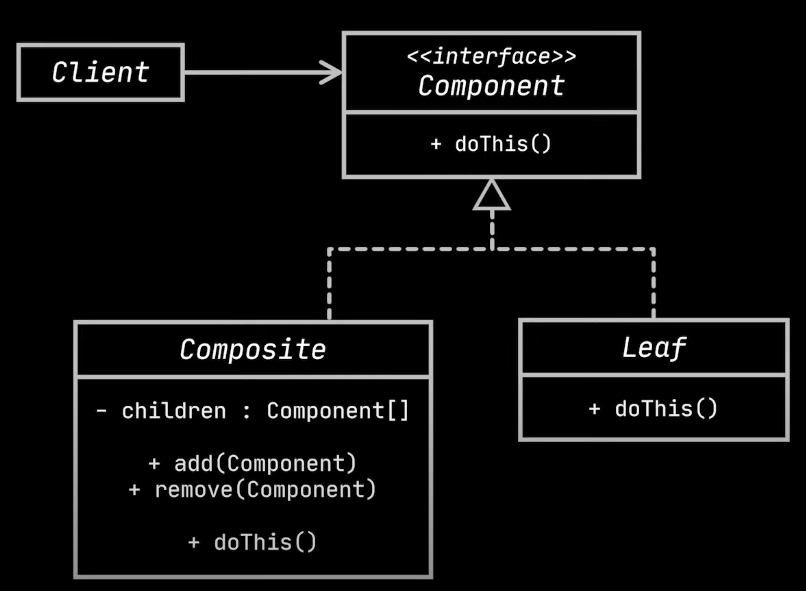 Client
<<interface>>
Component
+ doThis()
Composite
- children : Component[]
+ add(Component)
+ remove(Component)
+ doThis()
Leaf
+ doThis()